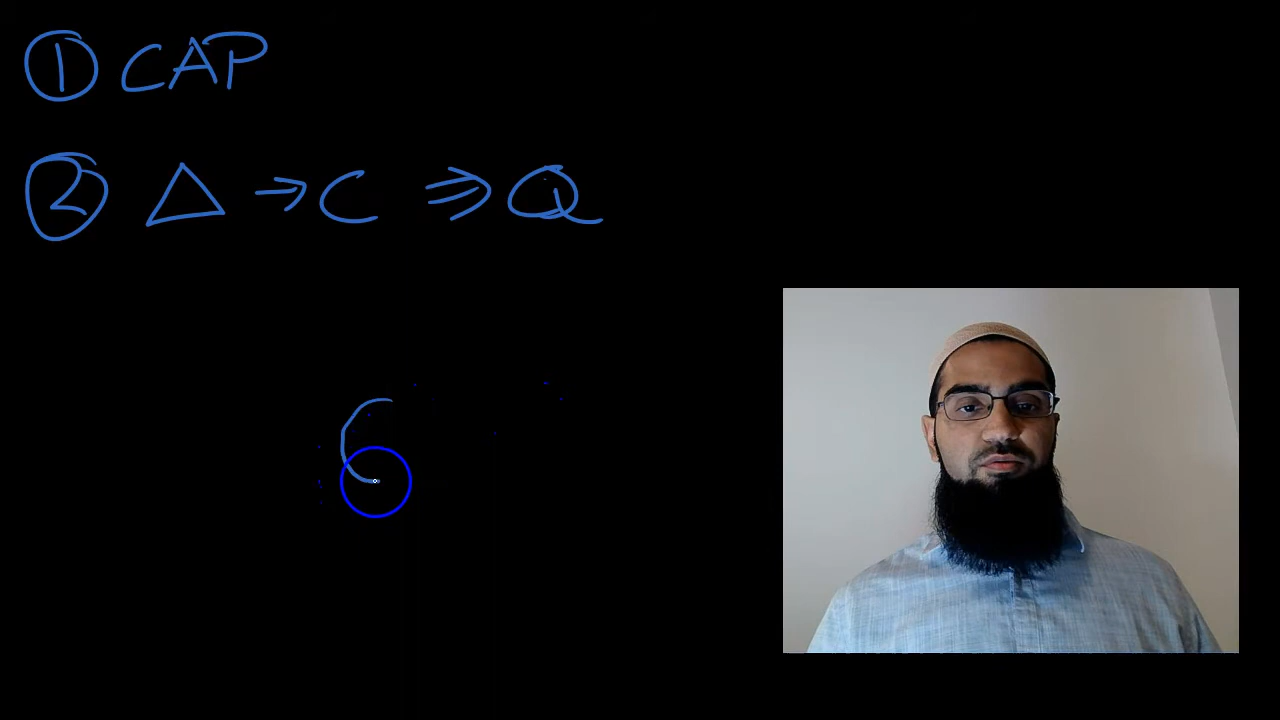 ① CAP
② △ → C ⇒ Q
C